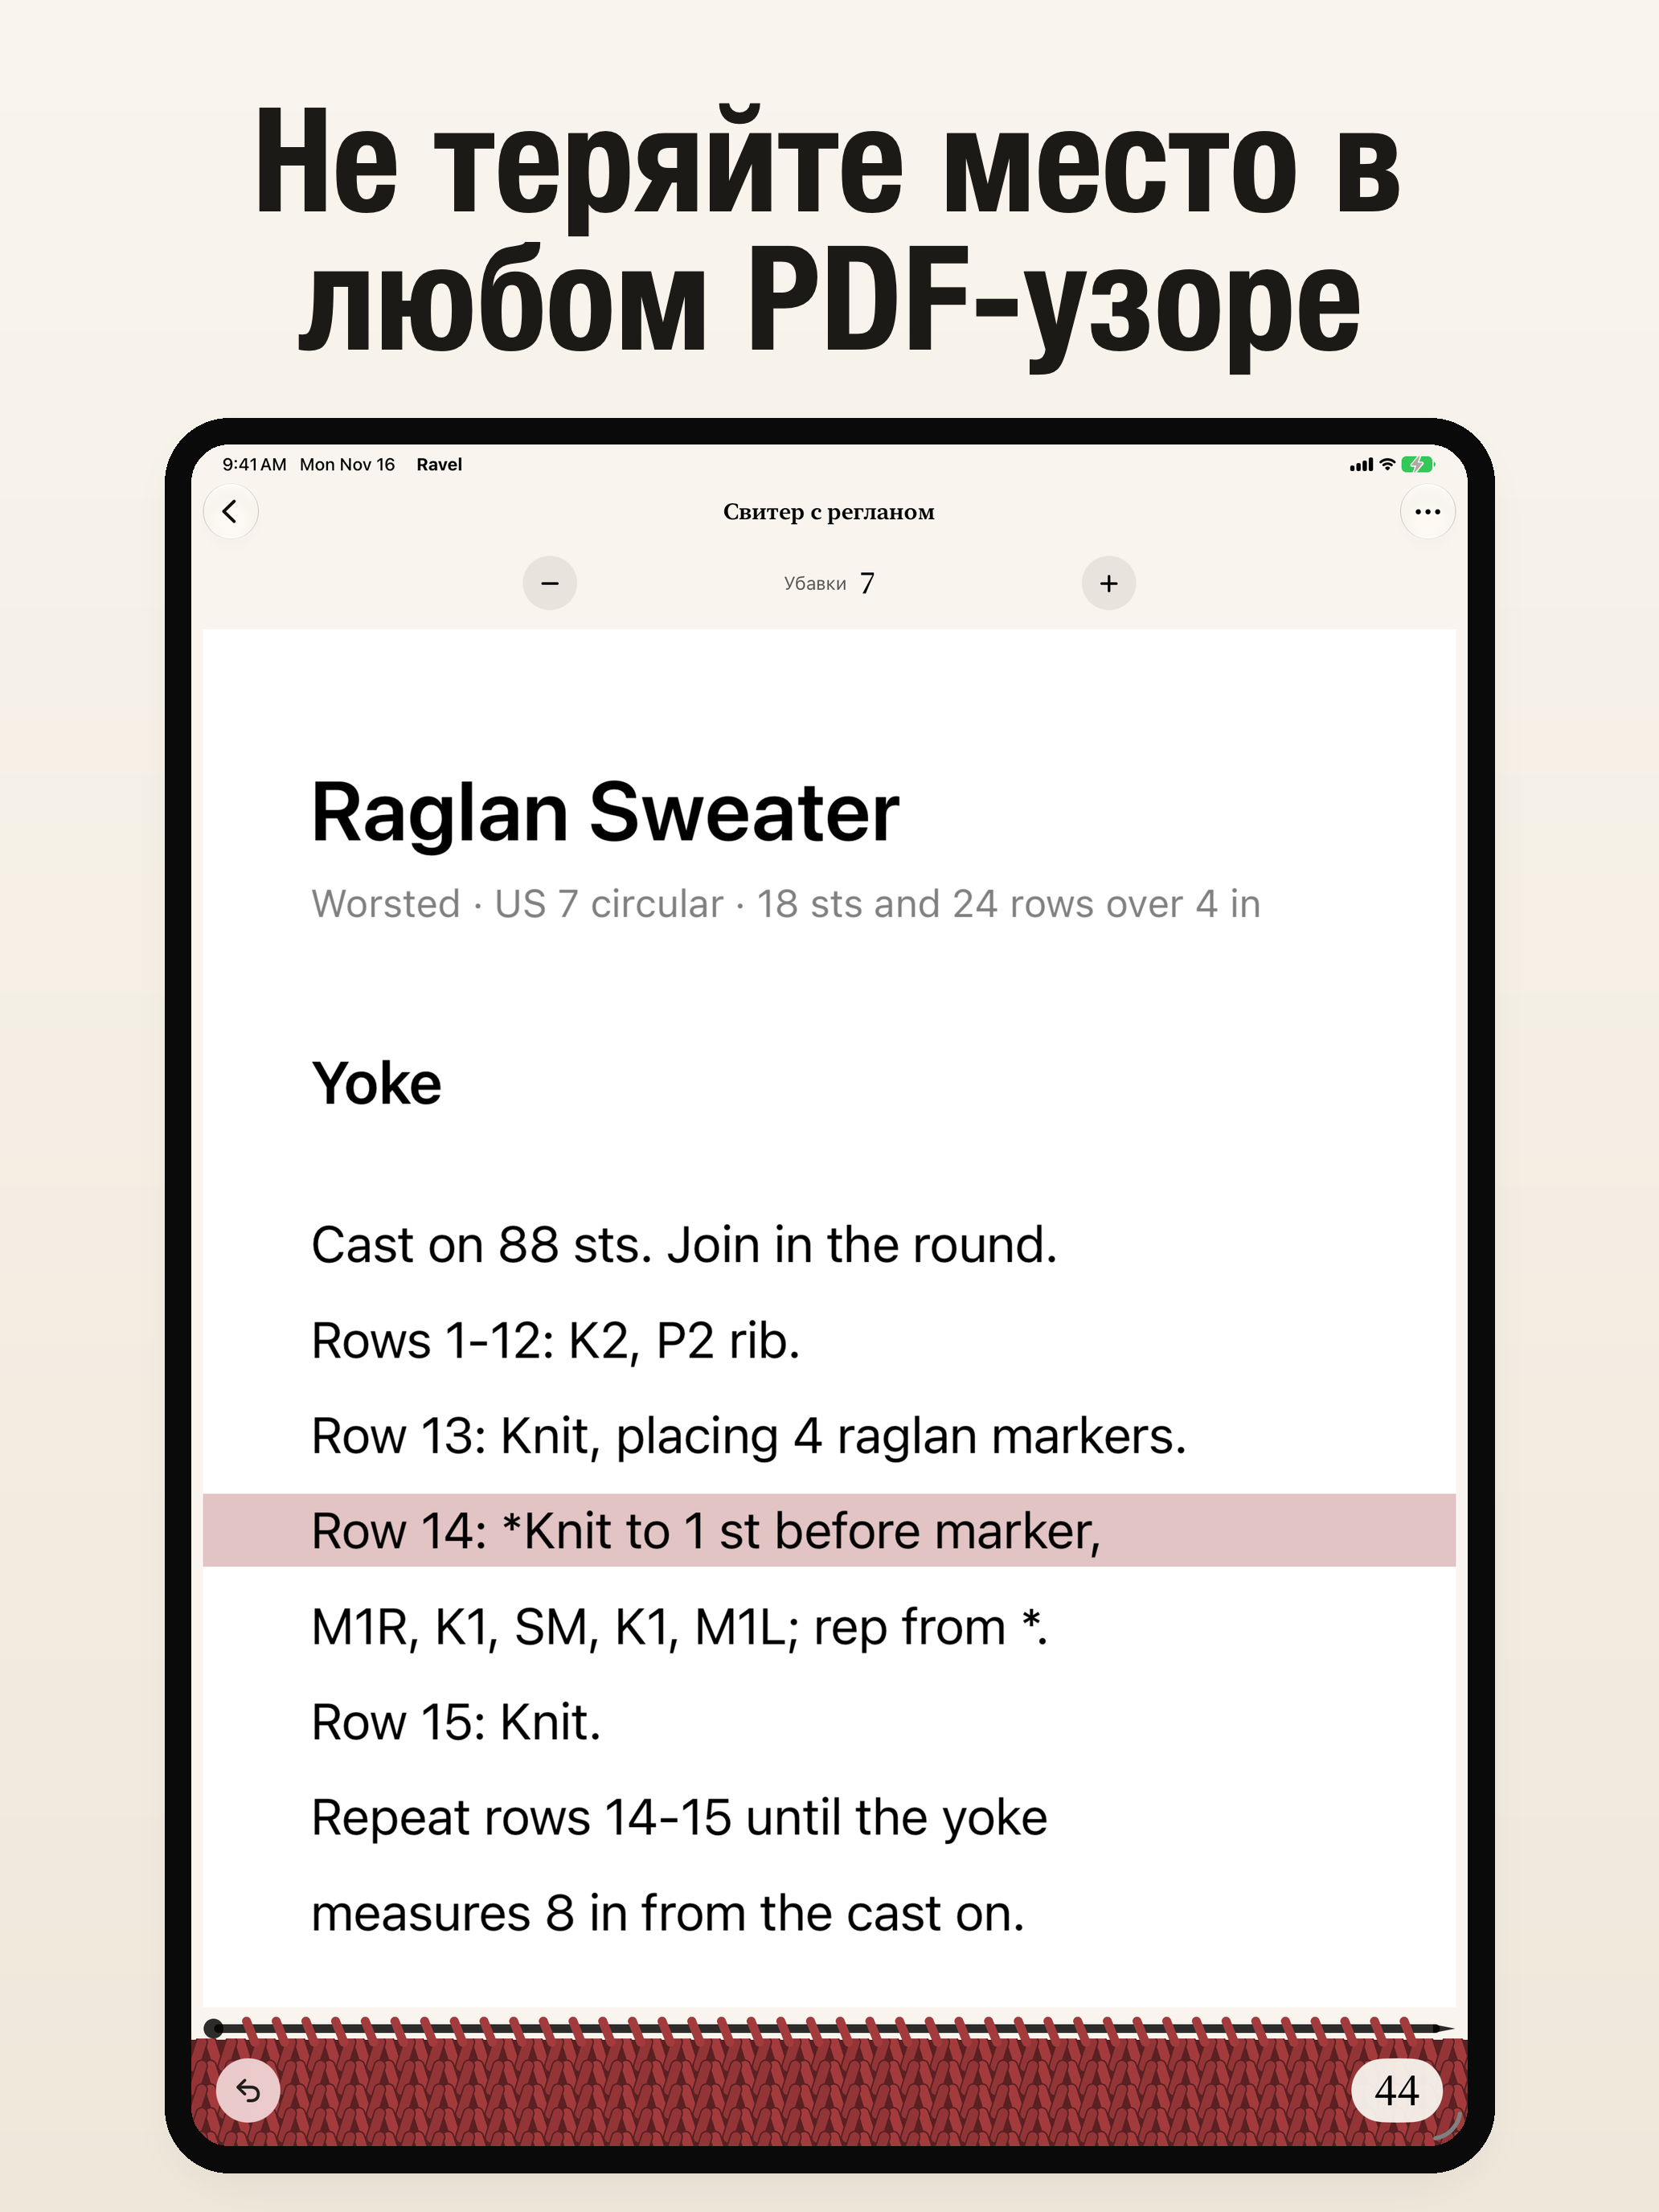 Не теряйте место в
любом PDF-узоре
9:41 AM Mon Nov 16 Ravel
Свитер с регланом
Убавки 7
Raglan Sweater
Worsted · US 7 circular · 18 sts and 24 rows over 4 in
Yoke
Cast on 88 sts. Join in the round.
Rows 1-12: K2, P2 rib.
Row 13: Knit, placing 4 raglan markers.
Row 14: *Knit to 1 st before marker,
M1R, K1, SM, K1, M1L; rep from *.
Row 15: Knit.
Repeat rows 14-15 until the yoke
measures 8 in from the cast on.
44